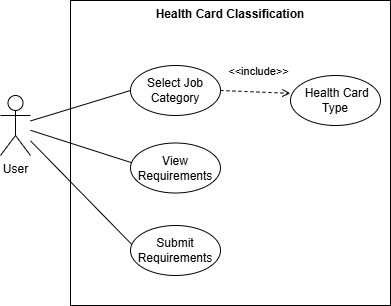 Health Card Classification
Select Job
Category
<<include>>
Health Card
Type
View
Requirements
User
Submit
Requirements